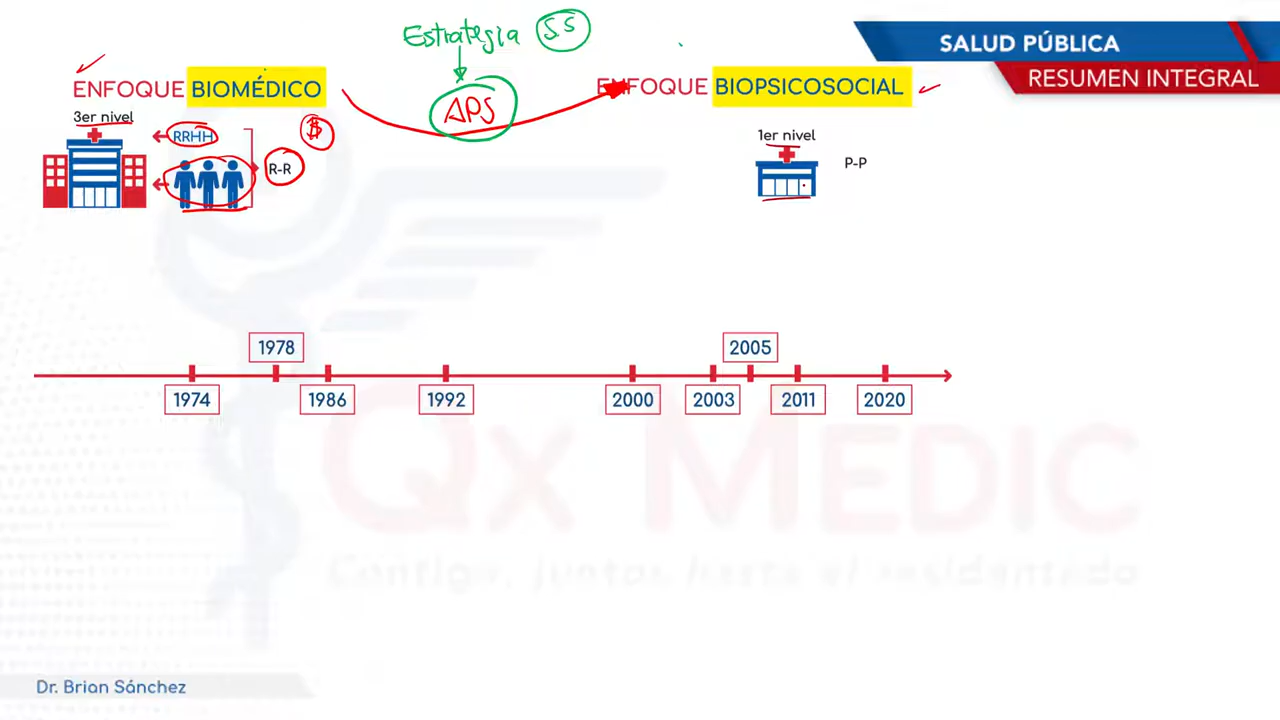 Estrategia SS
SALUD PÚBLICA
RESUMEN INTEGRAL
ENFOQUE BIOMÉDICO
APS
ENFOQUE BIOPSICOSOCIAL
3er nivel
RRHH
$
R-R
1er nivel
P-P
1978
2005
1974
1986
1992
2000
2003
2011
2020
QX MEDIC
Contigo, juntos hasta el residentado
Dr. Brian Sánchez